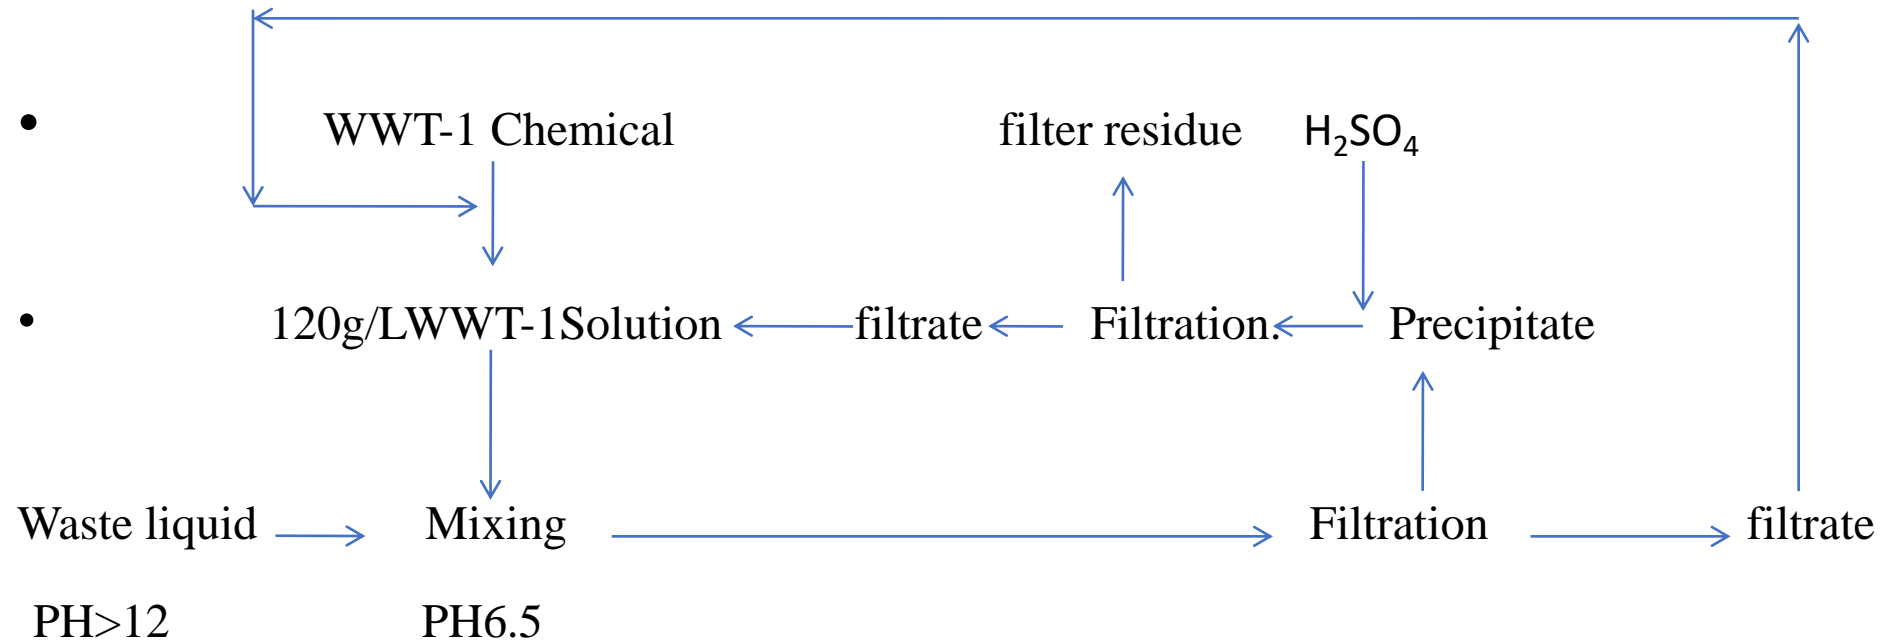 • WWT-1 Chemical filter residue H₂SO₄
• 120g/LWWT-1Solution filtrate Filtration. Precipitate
Waste liquid Mixing Filtration filtrate
PH>12 PH6.5